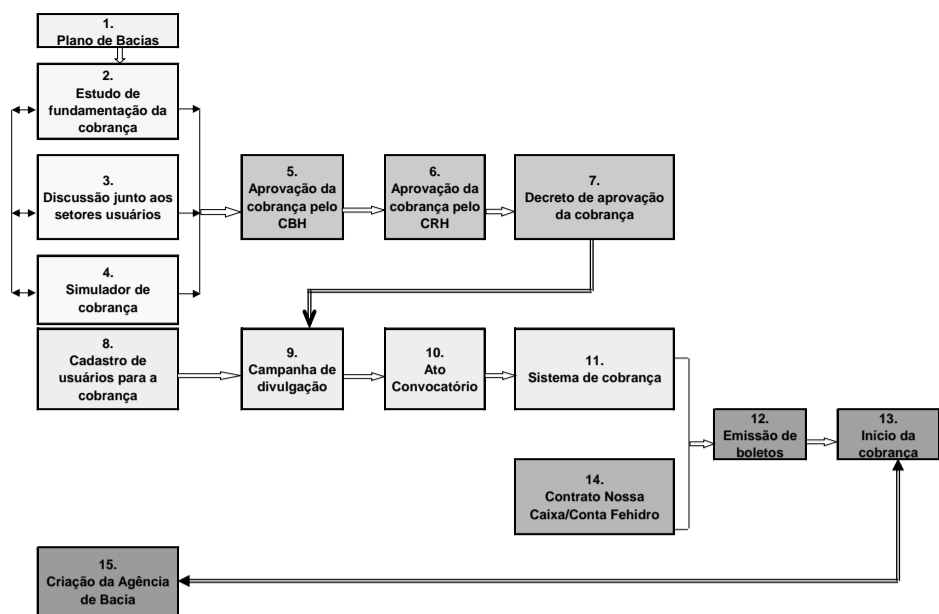 1.
Plano de Bacias
2.
Estudo de
fundamentação da
cobrança
3.
Discussão junto aos
setores usuários
4.
Simulador de
cobrança
5.
Aprovação da
cobrança pelo
CBH
6.
Aprovação da
cobrança pelo
CRH
7.
Decreto de aprovação
da cobrança
8.
Cadastro de
usuários para a
cobrança
9.
Campanha de
divulgação
10.
Ato
Convocatório
11.
Sistema de cobrança
12.
Emissão de
boletos
13.
Início da
cobrança
14.
Contrato Nossa
Caixa/Conta Fehidro
15.
Criação da Agência
de Bacia